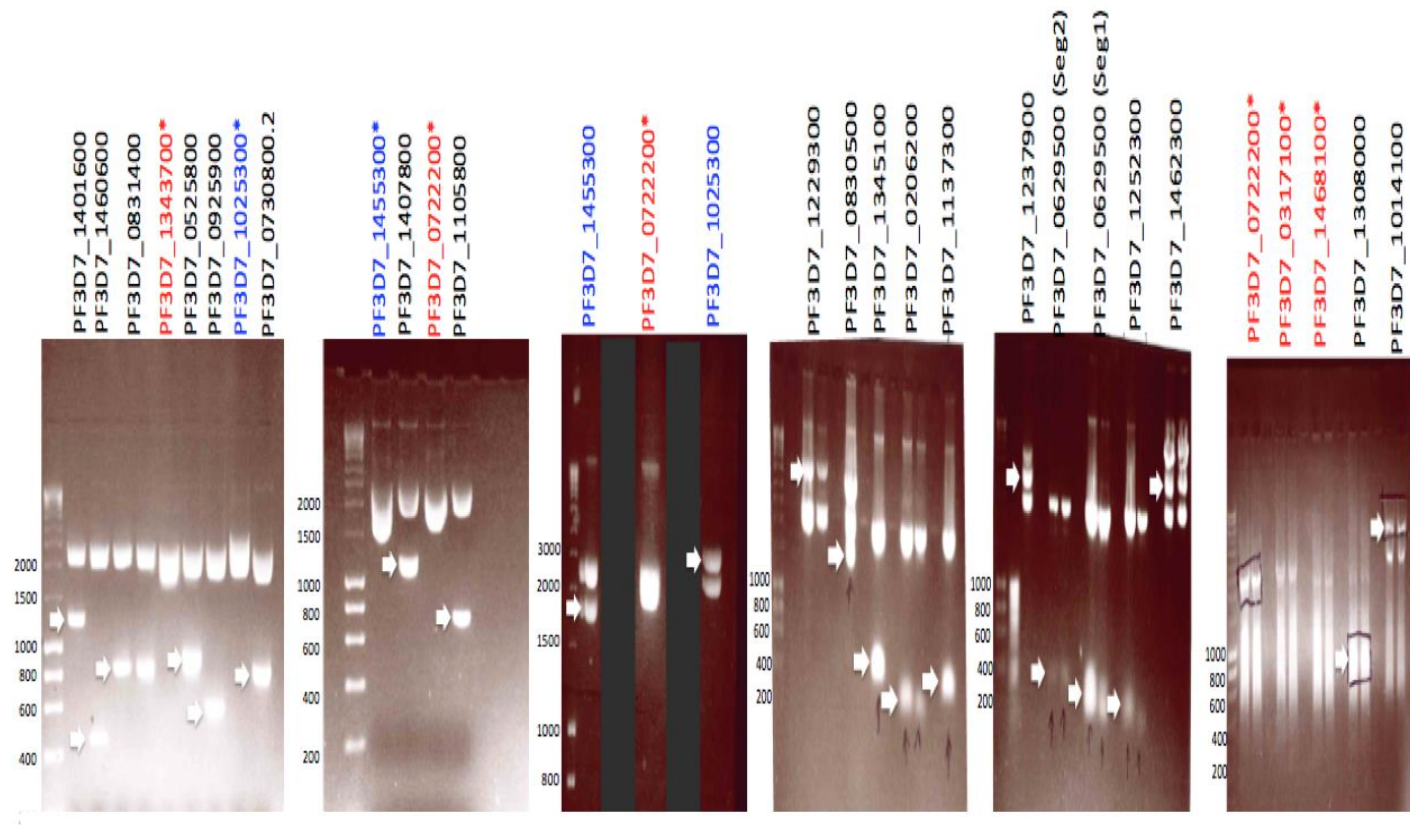 PF3D7_1401600
PF3D7_1460600
PF3D7_0831400
PF3D7_1343700*
PF3D7_0525800
PF3D7_0925900
PF3D7_1025300*
PF3D7_0730800.2
2000
1500
1000
800
600
400
PF3D7_1455300*
PF3D7_1407800
PF3D7_0722200*
PF3D7_1105800
2000
1500
1000
800
600
400
200
PF3D7_1455300
PF3D7_0722200*
PF3D7_1025300
3000
2000
1500
1000
800
PF3D7_1229300
PF3D7_0830500
PF3D7_1345100
PF3D7_0206200
PF3D7_1137300
1000
800
600
400
200
PF3D7_1237900
PF3D7_0629500 (Seg2)
PF3D7_0629500 (Seg1)
PF3D7_1252300
PF3D7_1462300
1000
800
600
400
200
PF3D7_0722200*
PF3D7_0317100*
PF3D7_1468100*
PF3D7_1308000
PF3D7_1014100
1000
800
600
400
200